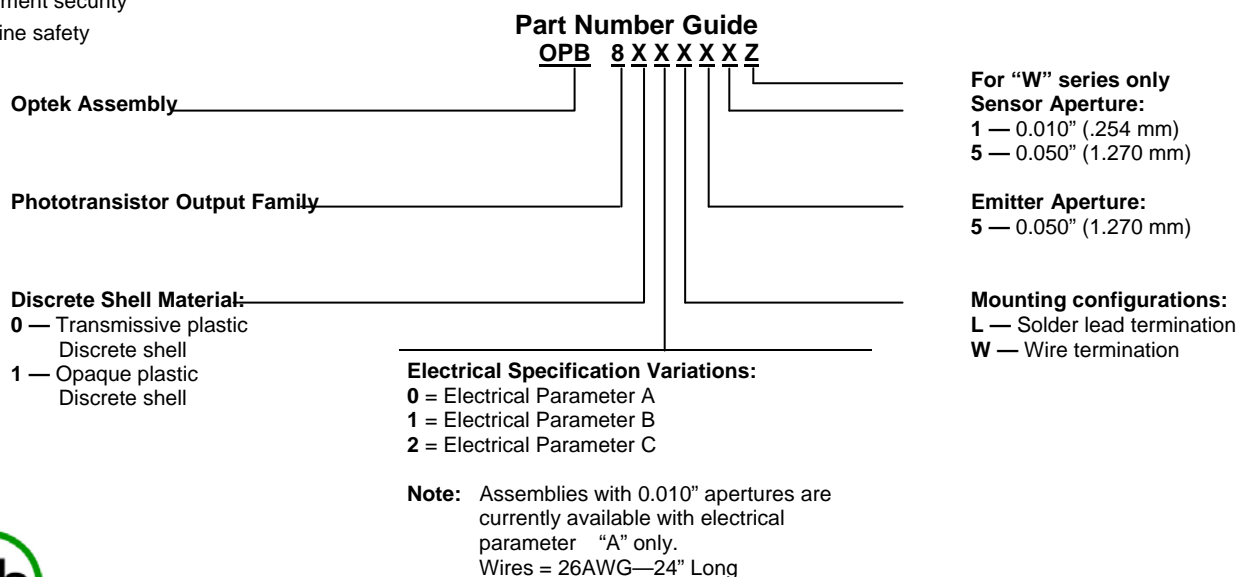 ment security
ine safety
Part Number Guide
OPB 8 X X X X X Z
Optek Assembly
Phototransistor Output Family
Discrete Shell Material:
0 — Transmissive plastic
Discrete shell
1 — Opaque plastic
Discrete shell
Electrical Specification Variations:
0 = Electrical Parameter A
1 = Electrical Parameter B
2 = Electrical Parameter C
Note: Assemblies with 0.010” apertures are
currently available with electrical
parameter “A” only.
Wires = 26AWG—24” Long
For “W” series only
Sensor Aperture:
1 — 0.010” (.254 mm)
5 — 0.050” (1.270 mm)
Emitter Aperture:
5 — 0.050” (1.270 mm)
Mounting configurations:
L — Solder lead termination
W — Wire termination